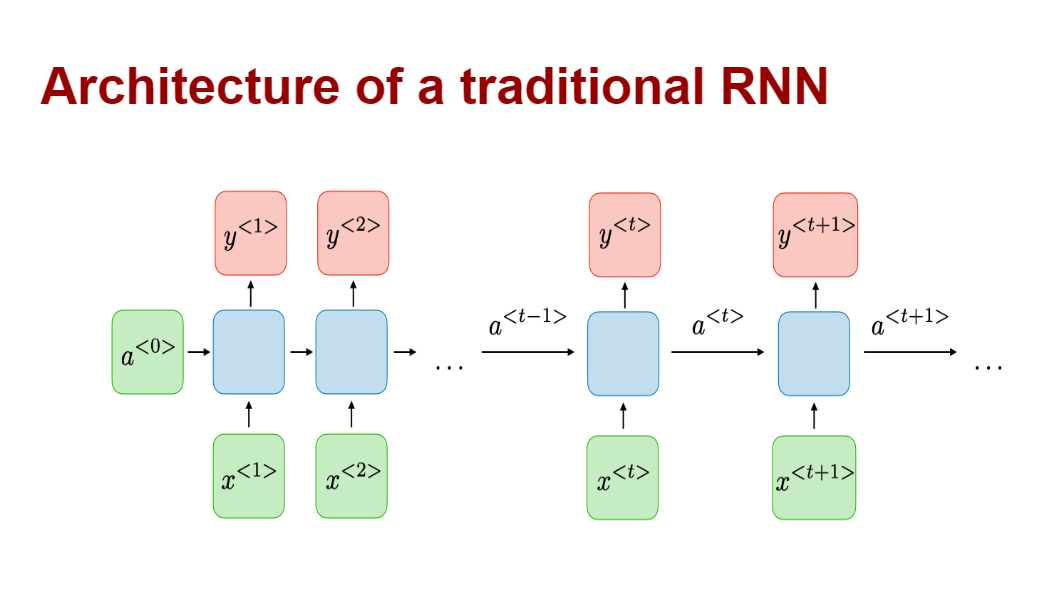 Architecture of a traditional RNN
y<1> y<2> y<t> y<t+1>
a<0> ... a<t−1> a<t> a<t+1> ...
x<1> x<2> x<t> x<t+1>